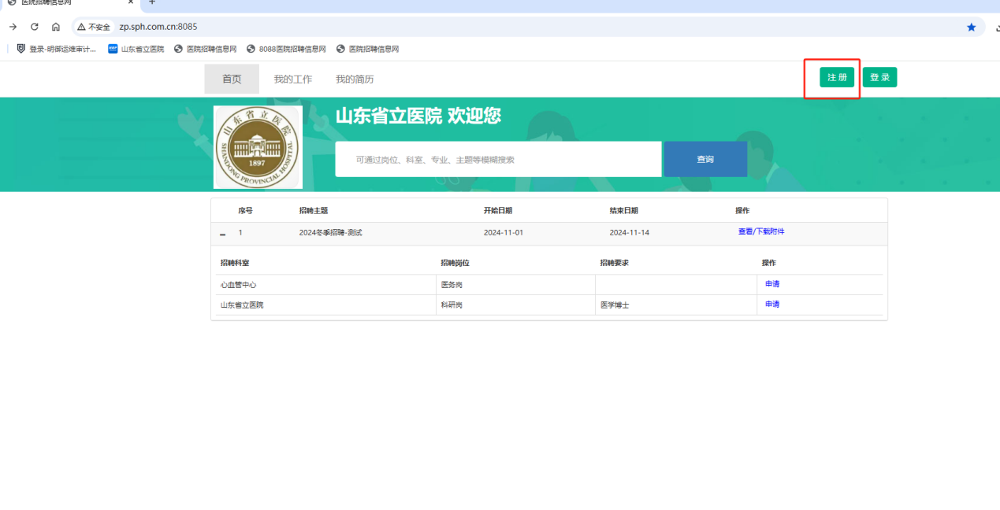 医院招聘信息网
不安全 zp.sph.com.cn:8085
登录-明御运维审计... 山东省立医院 医院招聘信息网 8088医院招聘信息网 医院招聘信息网
首页 我的工作 我的简历 注册 登录
山东省立医院 欢迎您
山东省立医院
SHANDONG PROVINCIAL HOSPITAL
1897
可通过岗位、科室、专业、主题等模糊搜索 查询
序号 招聘主题 开始日期 结束日期 操作
1 2024冬季招聘-测试 2024-11-01 2024-11-14 查看/下载附件
招聘科室 招聘岗位 招聘要求 操作
心血管中心 医务岗 申请
山东省立医院 科研岗 医学博士 申请